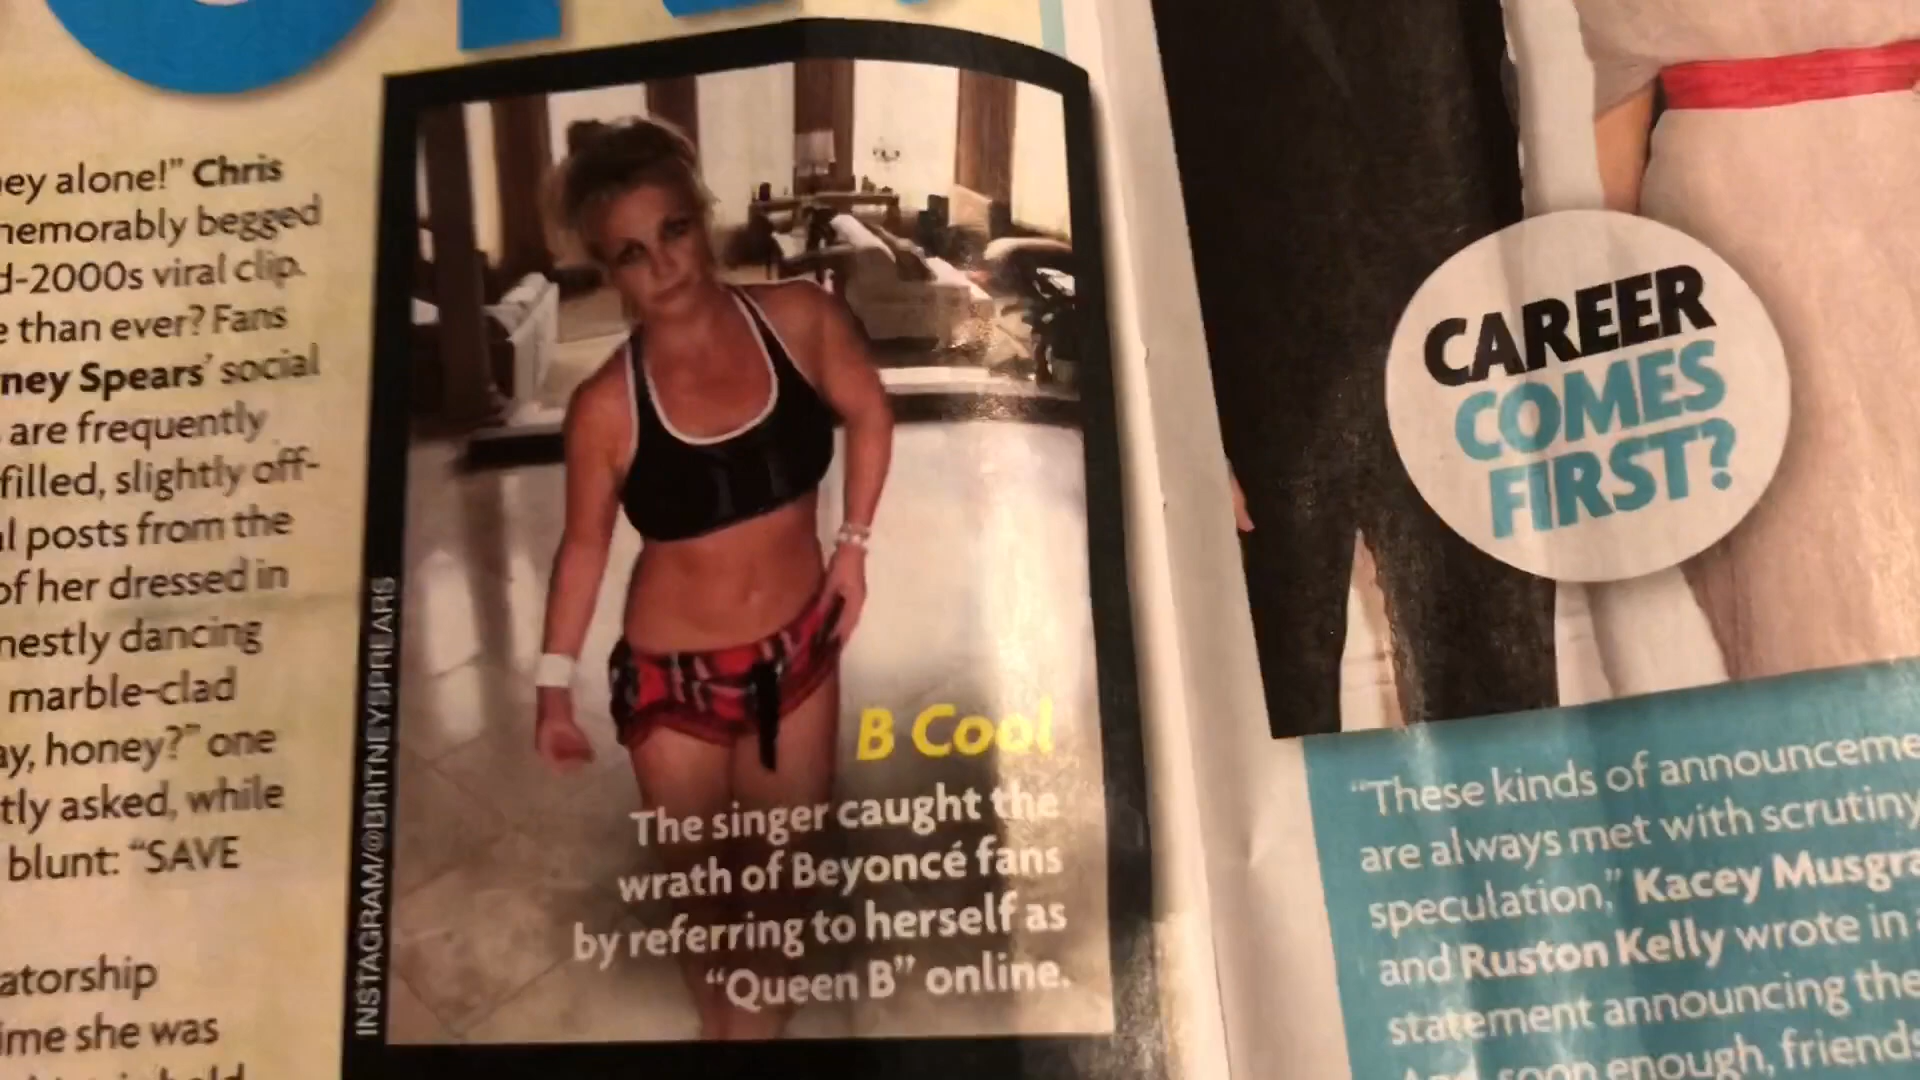 ey alone!” Chris
memorably begged
d-2000s viral clip.
e than ever? Fans
ney Spears’ social
are frequently
filled, slightly off-
l posts from the
of her dressed in
nestly dancing
marble-clad
ay, honey?” one
tly asked, while
blunt: “SAVE
atorship
ime she was
INSTAGRAM/@BRITNEYSPREARS
B Cool
The singer caught the
wrath of Beyoncé fans
by referring to herself as
“Queen B” online.
CAREER
COMES
FIRST?
“These kinds of announceme
are always met with scrutiny
speculation,” Kacey Musgra
and Ruston Kelly wrote in a
statement announcing the
soon enough, friends